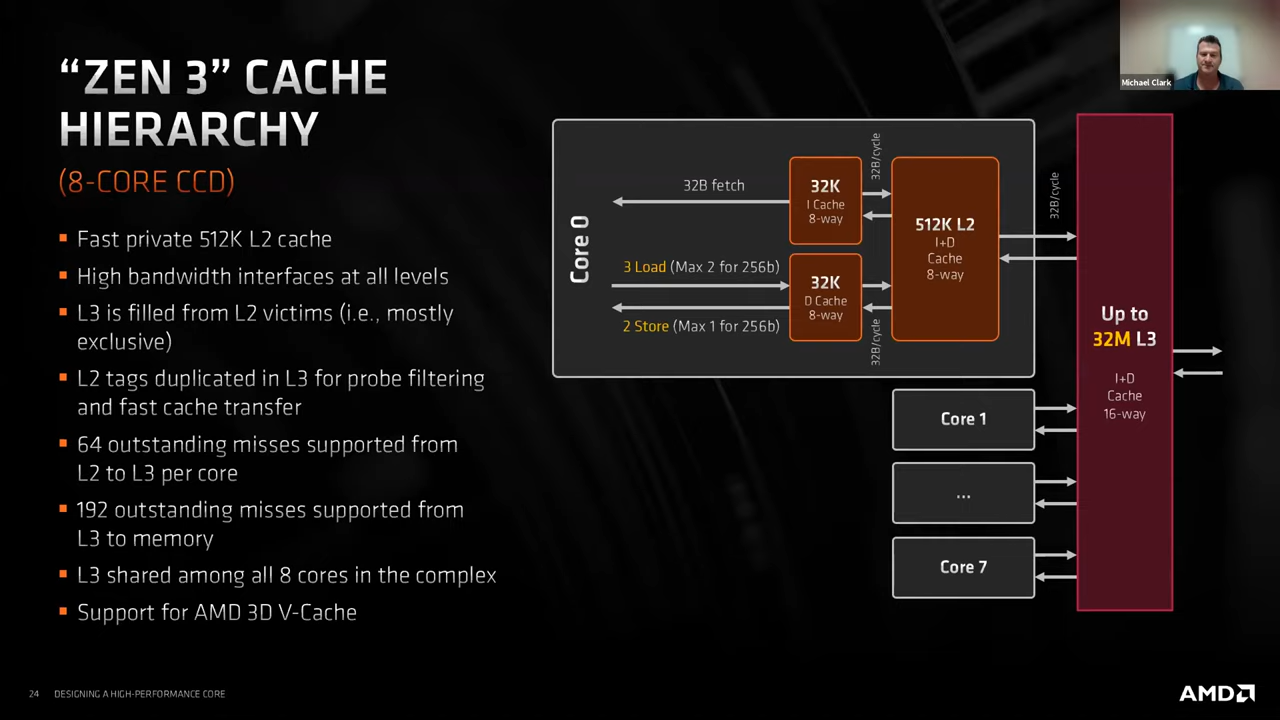 “ZEN 3” CACHE
HIERARCHY
(8-CORE CCD)
▪ Fast private 512K L2 cache
▪ High bandwidth interfaces at all levels
▪ L3 is filled from L2 victims (i.e., mostly
exclusive)
▪ L2 tags duplicated in L3 for probe filtering
and fast cache transfer
▪ 64 outstanding misses supported from
L2 to L3 per core
▪ 192 outstanding misses supported from
L3 to memory
▪ L3 shared among all 8 cores in the complex
▪ Support for AMD 3D V-Cache
Michael Clark
Core 0
32B fetch
32K
I Cache
8-way
32B/cycle
3 Load (Max 2 for 256b)
2 Store (Max 1 for 256b)
32K
D Cache
8-way
32B/cycle
512K L2
I+D
Cache
8-way
32B/cycle
Core 1
...
Core 7
Up to
32M L3
I+D
Cache
16-way
24 DESIGNING A HIGH-PERFORMANCE CORE
AMD